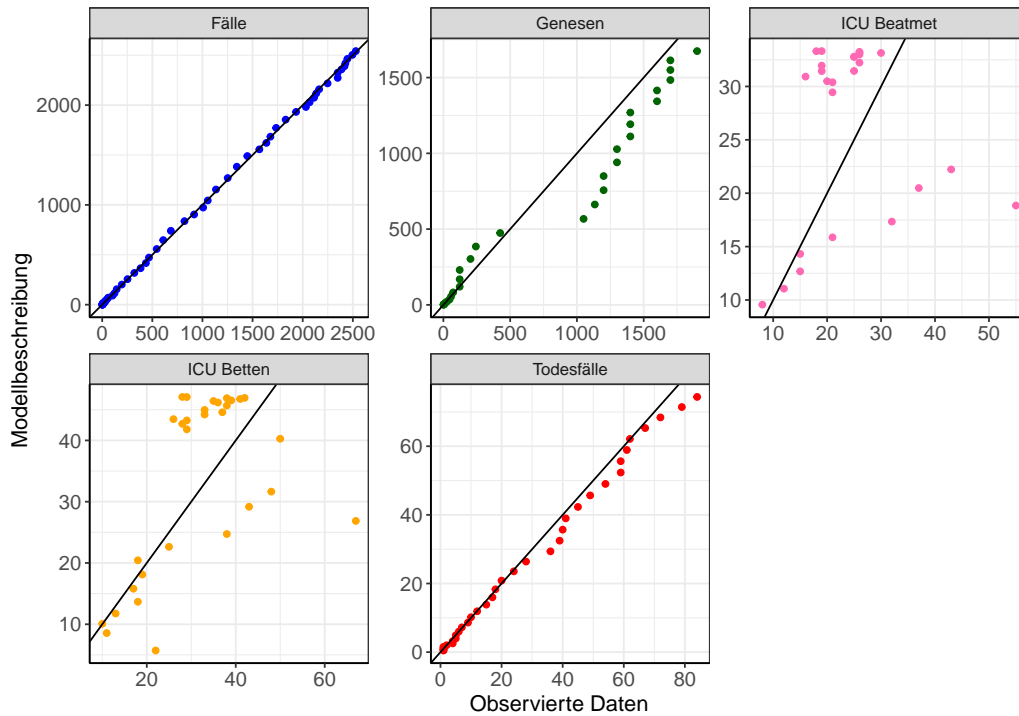 Fälle
Genesen
ICU Beatmet
2000
1000
0
0 500 1000 1500 2000 2500
1500
1000
500
0
0 500 1000 1500
30
25
20
15
10
10 20 30 40 50
Modellbeschreibung
ICU Betten
Todesfälle
40
30
20
10
20 40 60
60
40
20
0
0 20 40 60 80
Observierte Daten